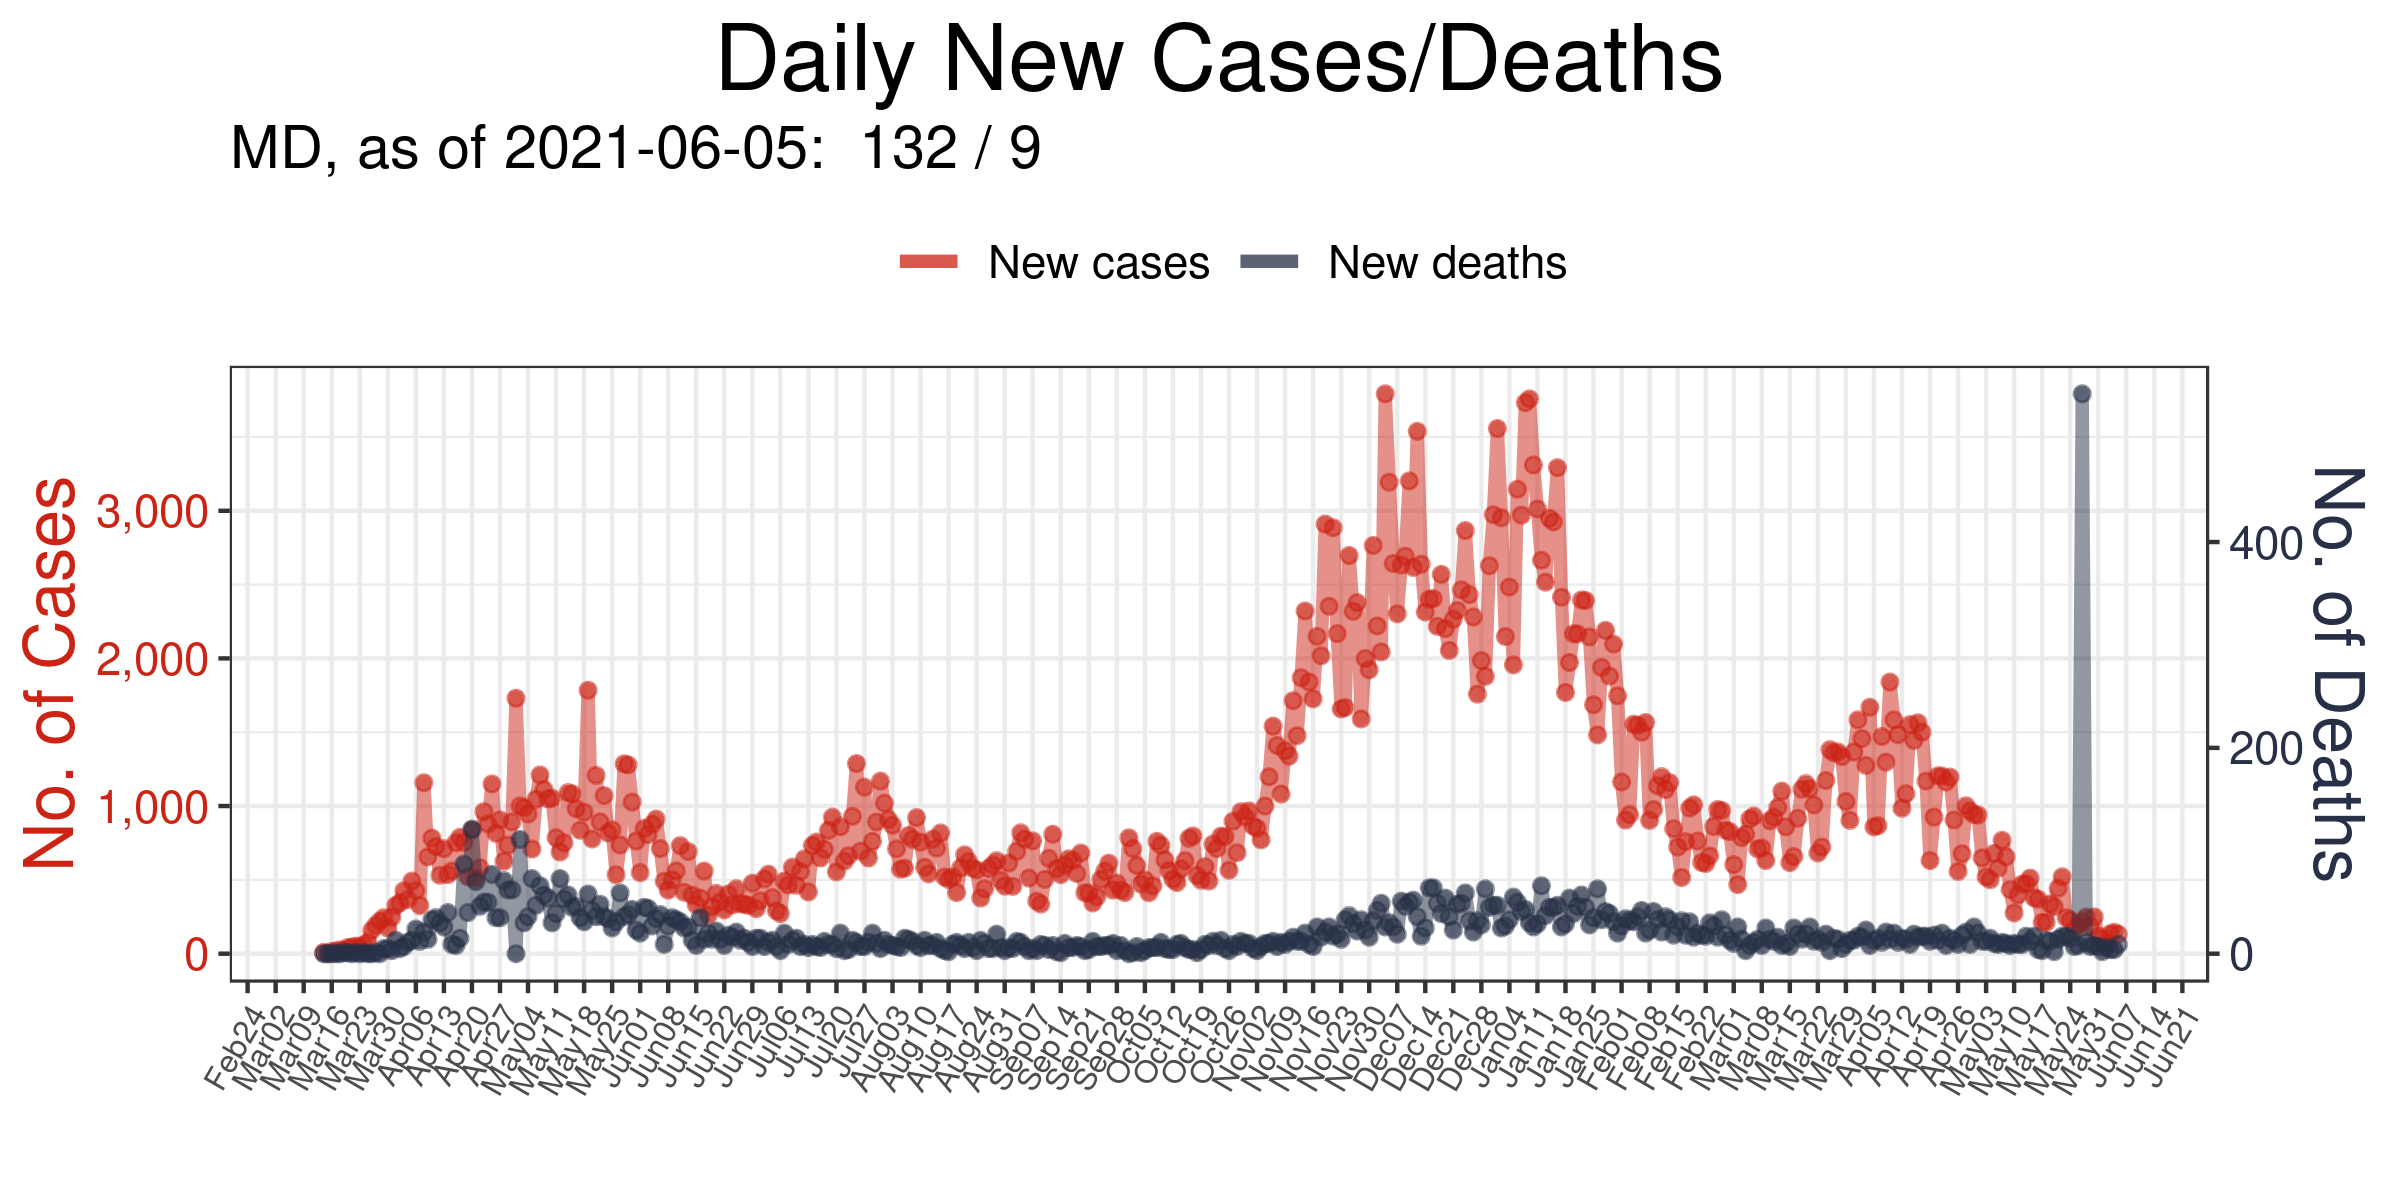 Daily New Cases/Deaths
MD, as of 2021-06-05:  132 / 9
New cases New deaths
No. of Cases
3,000
2,000
1,000
0
400
200
0
No. of Deaths
Feb24 Mar02 Mar09 Mar16 Mar23 Mar30 Apr06 Apr13 Apr20 Apr27 May04 May11 May18 May25 Jun01 Jun08 Jun15 Jun22 Jun29 Jul06 Jul13 Jul20 Jul27 Aug03 Aug10 Aug17 Aug24 Aug31 Sep07 Sep14 Sep21 Sep28 Oct05 Oct12 Oct19 Oct26 Nov02 Nov09 Nov16 Nov23 Nov30 Dec07 Dec14 Dec21 Dec28 Jan04 Jan11 Jan18 Jan25 Feb01 Feb08 Feb15 Feb22 Mar01 Mar08 Mar15 Mar22 Mar29 Apr05 Apr12 Apr19 Apr26 May03 May10 May17 May24 May31 Jun07 Jun14 Jun21